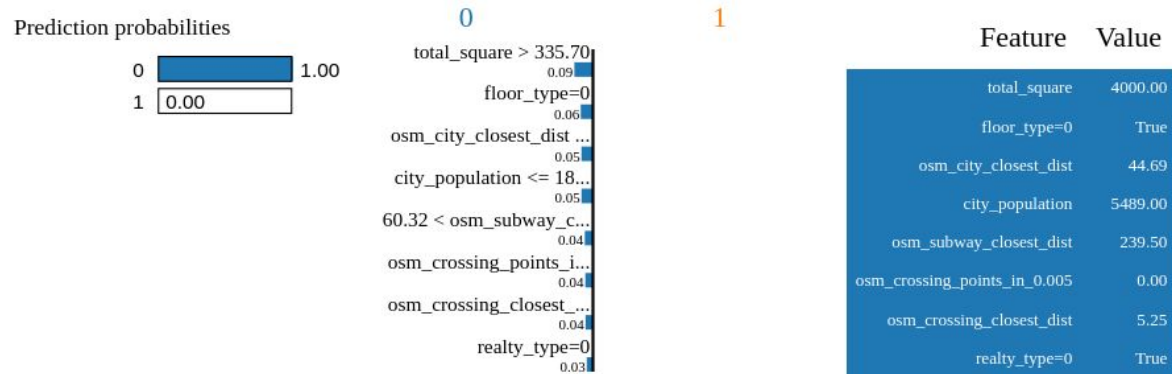 Prediction probabilities
0 1.00
1 0.00
0 1
total_square > 335.70
0.09
floor_type=0
0.06
osm_city_closest_dist ...
0.05
city_population <= 18...
0.05
60.32 < osm_subway_c...
0.04
osm_crossing_points_i...
0.04
osm_crossing_closest_...
0.04
realty_type=0
0.03
Feature Value
total_square 4000.00
floor_type=0 True
osm_city_closest_dist 44.69
city_population 5489.00
osm_subway_closest_dist 239.50
osm_crossing_points_in_0.005 0.00
osm_crossing_closest_dist 5.25
realty_type=0 True